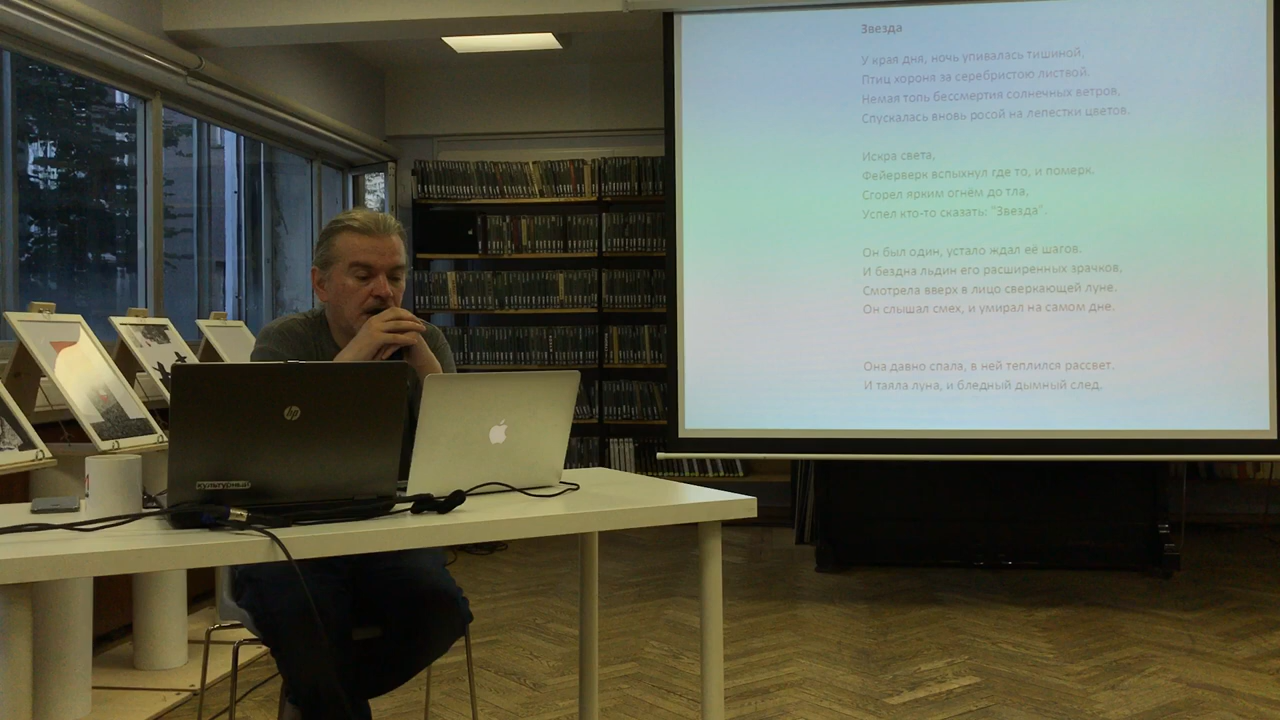 Звезда
У края дня, ночь упивалась тишиной,
Птиц хороня за серебристою листвой.
Немая топь бессмертия солнечных ветров,
Спускалась вновь росой на лепестки цветов.
Искра света,
Фейерверк вспыхнул где то, и померк.
Сгорел ярким огнём до тла,
Успел кто-то сказать: "Звезда".
Он был один, устало ждал её шагов.
И бездна льдин его расширенных зрачков,
Смотрела вверх в лицо сверкающей луне.
Он слышал смех, и умирал на самом дне.
Она давно спала, в ней теплился рассвет.
И таяла луна, и бледный дымный след.
hp